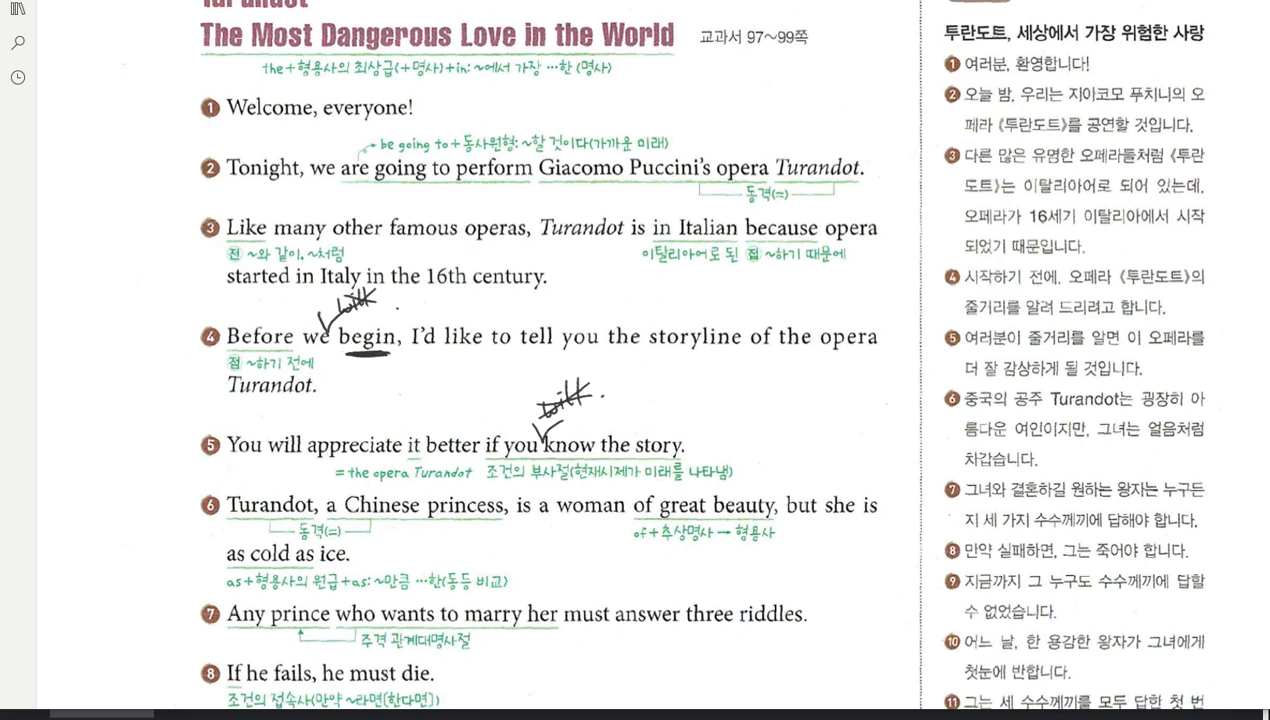 Turandot
The Most Dangerous Love in the World 교과서 97~99쪽
the+형용사의 최상급(+명사)+in: ~에서 가장 …한 (명사)
1 Welcome, everyone!
be going to+동사원형: ~할 것이다(가까운 미래)
2 Tonight, we are going to perform Giacomo Puccini's opera Turandot.
동격(=)
3 Like many other famous operas, Turandot is in Italian because opera
전 ~와 같이, ~처럼 이탈리아어로 된 접 ~하기 때문에
started in Italy in the 16th century.
will
4 Before we begin, I'd like to tell you the storyline of the opera
접 ~하기 전에
Turandot.
will.
5 You will appreciate it better if you know the story.
= the opera Turandot 조건의 부사절(현재시제가 미래를 나타냄)
6 Turandot, a Chinese princess, is a woman of great beauty, but she is
동격(=) of+추상명사 → 형용사
as cold as ice.
as+형용사의 원급+as: ~만큼 …한(동등 비교)
7 Any prince who wants to marry her must answer three riddles.
주격 관계대명사절
8 If he fails, he must die.
조건의 접속사(만약 ~라면[한다면])
투란도트, 세상에서 가장 위험한 사랑
1 여러분, 환영합니다!
2 오늘 밤, 우리는 지아코모 푸치니의 오
페라 《투란도트》를 공연할 것입니다.
3 다른 많은 유명한 오페라들처럼 《투란
도트》는 이탈리아어로 되어 있는데,
오페라가 16세기 이탈리아에서 시작
되었기 때문입니다.
4 시작하기 전에, 오페라 《투란도트》의
줄거리를 알려 드리려고 합니다.
5 여러분이 줄거리를 알면 이 오페라를
더 잘 감상하게 될 것입니다.
6 중국의 공주 Turandot는 굉장히 아
름다운 여인이지만, 그녀는 얼음처럼
차갑습니다.
7 그녀와 결혼하길 원하는 왕자는 누구든
지 세 가지 수수께끼에 답해야 합니다.
8 만약 실패하면, 그는 죽어야 합니다.
9 지금까지 그 누구도 수수께끼에 답할
수 없었습니다.
10 어느 날, 한 용감한 왕자가 그녀에게
첫눈에 반합니다.
11 그는 세 수수께끼를 모두 답한 첫 번